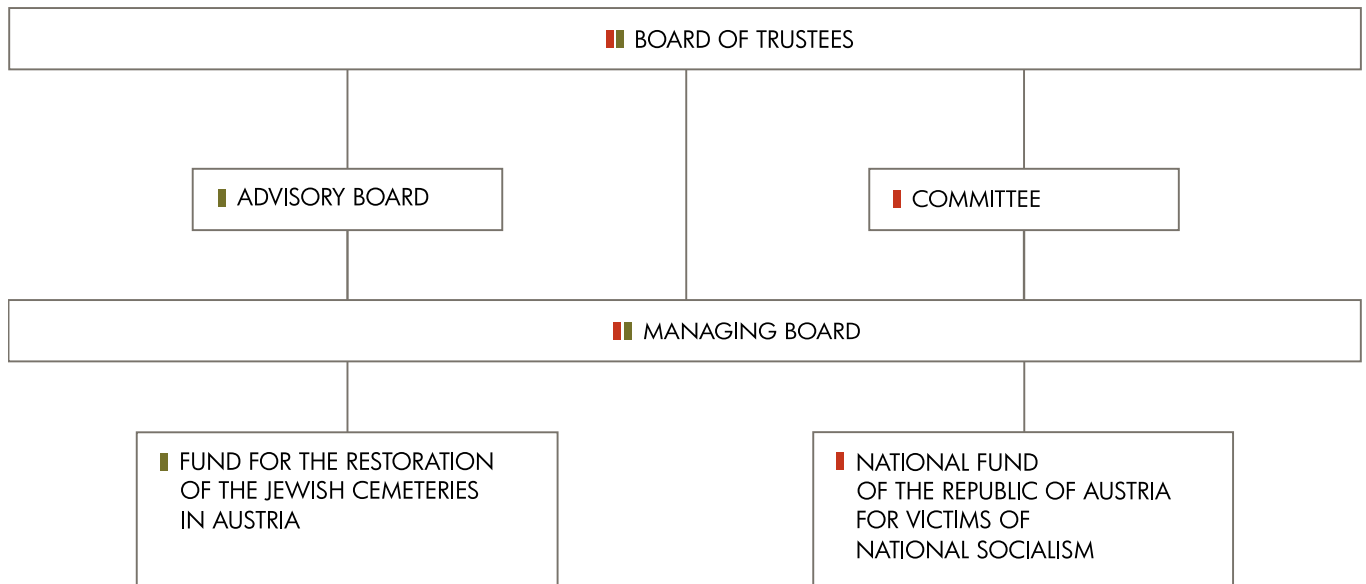 BOARD OF TRUSTEES
ADVISORY BOARD
COMMITTEE
MANAGING BOARD
FUND FOR THE RESTORATION
OF THE JEWISH CEMETERIES
IN AUSTRIA
NATIONAL FUND
OF THE REPUBLIC OF AUSTRIA
FOR VICTIMS OF
NATIONAL SOCIALISM